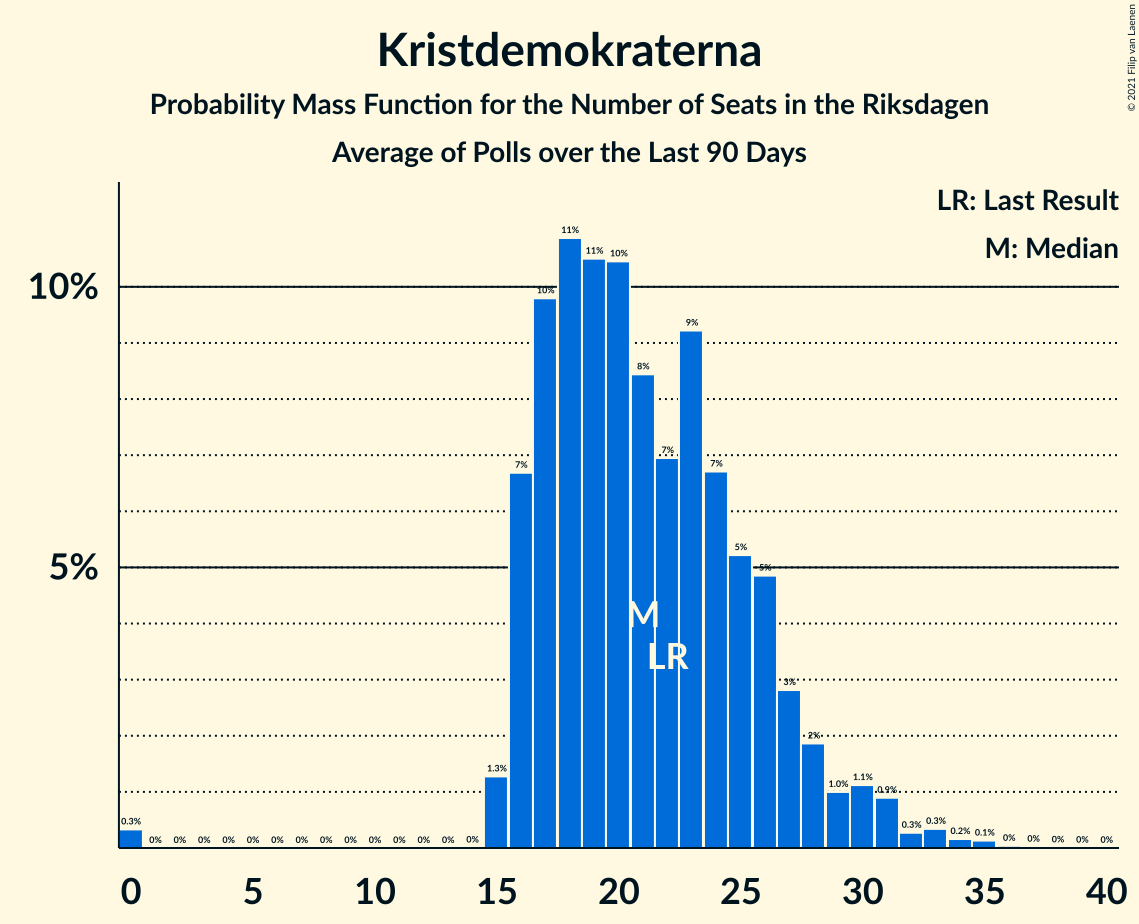 Kristdemokraterna
Probability Mass Function for the Number of Seats in the Riksdagen
Average of Polls over the Last 90 Days
© 2021 Filip van Laenen
LR: Last Result
M: Median
10%
5%
0.3% 0% 0% 0% 0% 0% 0% 0% 0% 0% 0% 0% 0% 0% 0% 1.3% 7% 10% 11% 11% 10% 8% 7% 9% 7% 5% 5% 3% 2% 1.0% 1.1% 0.9% 0.3% 0.3% 0.2% 0.1% 0% 0% 0% 0% 0%
M
LR
0 5 10 15 20 25 30 35 40